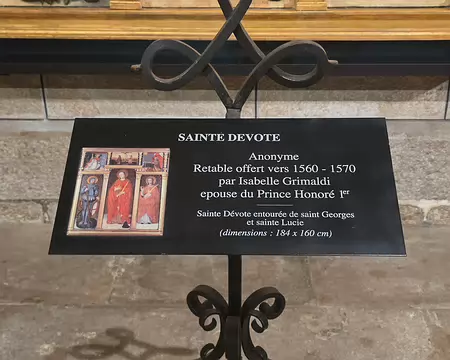 SAINTE DEVOTE
Anonyme
Retable offert vers 1560 - 1570
par Isabelle Grimaldi
epouse du Prince Honoré 1er
Sainte Dévote entourée de saint Georges
et sainte Lucie
(dimensions : 184 x 160 cm)